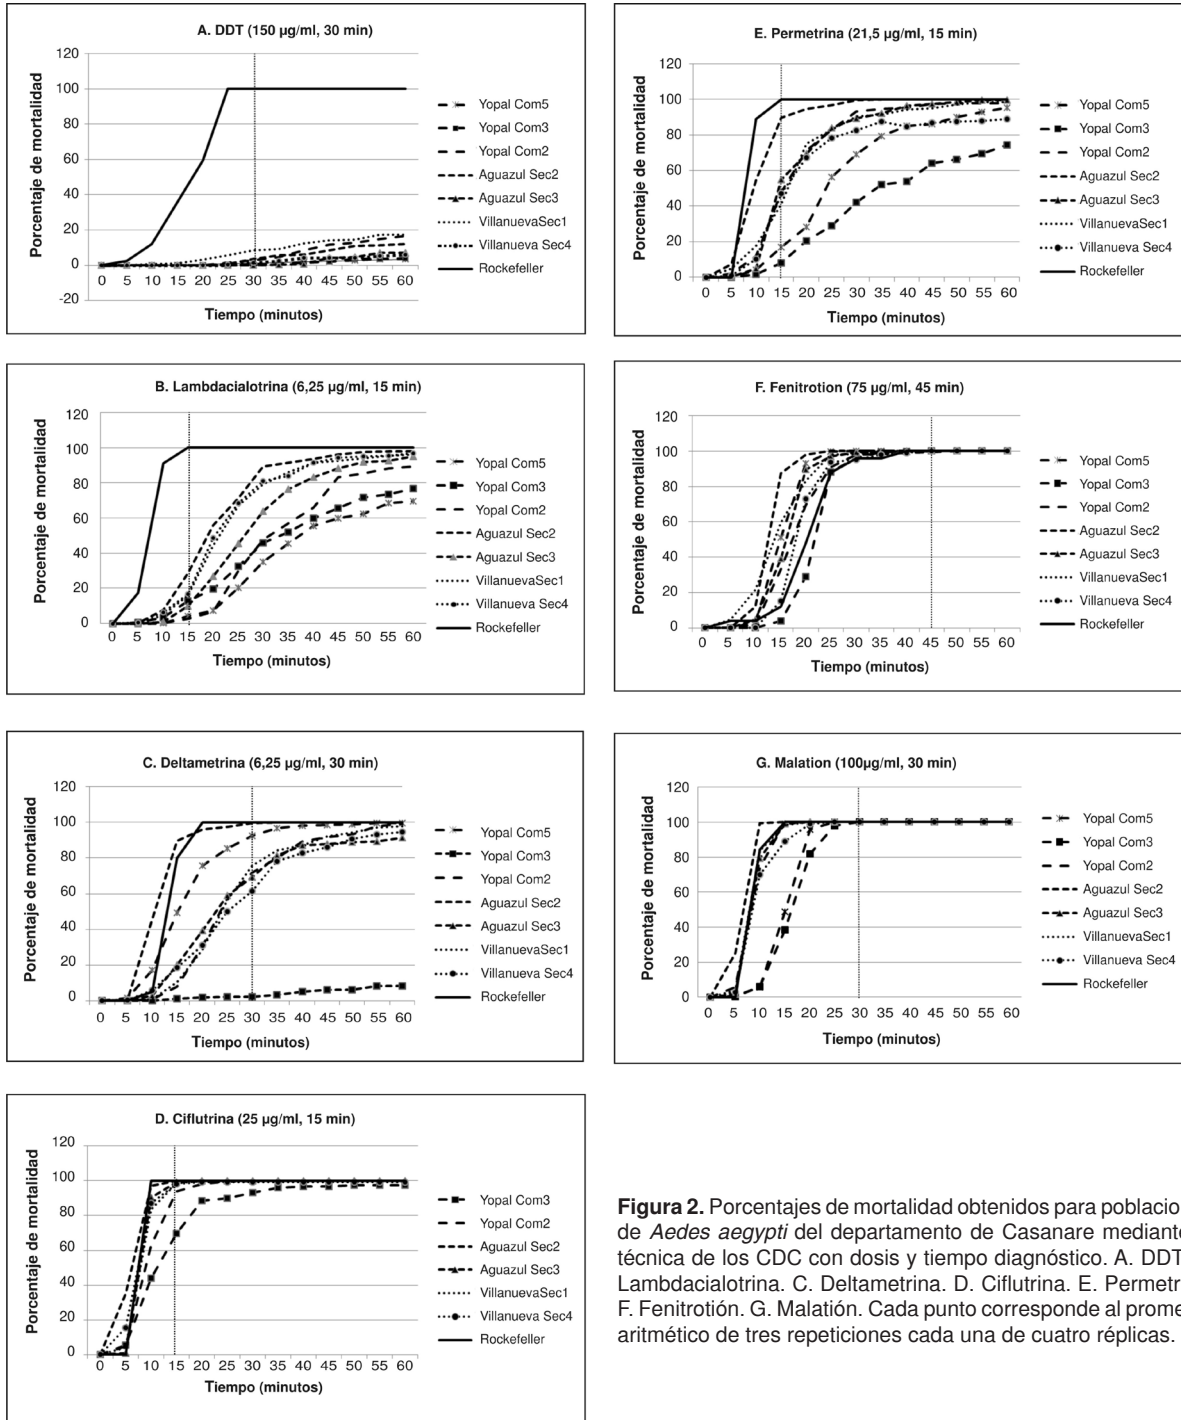 A. DDT (150 µg/ml, 30 min)
Porcentaje de mortalidad
120
100
80
60
40
20
0
-20
0 5 10 15 20 25 30 35 40 45 50 55 60
Tiempo (minutos)
Yopal Com5
Yopal Com3
Yopal Com2
Aguazul Sec2
Aguazul Sec3
VillanuevaSec1
Villanueva Sec4
Rockefeller
B. Lambdacialotrina (6,25 µg/ml, 15 min)
Porcentaje de mortalidad
120
100
80
60
40
20
0
0 5 10 15 20 25 30 35 40 45 50 55 60
Tiempo (minutos)
Yopal Com5
Yopal Com3
Yopal Com2
Aguazul Sec2
Aguazul Sec3
VillanuevaSec1
Villanueva Sec4
Rockefeller
C. Deltametrina (6,25 µg/ml, 30 min)
Porcentaje de mortalidad
120
100
80
60
40
20
0
0 5 10 15 20 25 30 35 40 45 50 55 60
Tiempo (minutos)
Yopal Com5
Yopal Com3
Yopal Com2
Aguazul Sec2
Aguazul Sec3
VillanuevaSec1
Villanueva Sec4
Rockefeller
D. Ciflutrina (25 µg/ml, 15 min)
Porcentaje de mortalidad
120
100
80
60
40
20
0
0 5 10 15 20 25 30 35 40 45 50 55 60
Tiempo (minutos)
Yopal Com3
Yopal Com2
Aguazul Sec2
Aguazul Sec3
VillanuevaSec1
Villanueva Sec4
Rockefeller
E. Permetrina (21,5 µg/ml, 15 min)
Porcentaje de mortalidad
120
100
80
60
40
20
0
0 5 10 15 20 25 30 35 40 45 50 55 60
Tiempo (minutos)
Yopal Com5
Yopal Com3
Yopal Com2
Aguazul Sec2
Aguazul Sec3
VillanuevaSec1
Villanueva Sec4
Rockefeller
F. Fenitrotion (75 µg/ml, 45 min)
Porcentaje de mortalidad
120
100
80
60
40
20
0
0 5 10 15 20 25 30 35 40 45 50 55 60
Tiempo (minutos)
Yopal Com5
Yopal Com3
Yopal Com2
Aguazul Sec2
Aguazul Sec3
VillanuevaSec1
Villanueva Sec4
Rockefeller
G. Malation (100µg/ml, 30 min)
Porcentaje de mortalidad
120
100
80
60
40
20
0
0 5 10 15 20 25 30 35 40 45 50 55 60
Tiempo (minutos)
Yopal Com5
Yopal Com3
Yopal Com2
Aguazul Sec2
Aguazul Sec3
VillanuevaSec1
Villanueva Sec4
Rockefeller
Figura 2. Porcentajes de mortalidad obtenidos para poblacion
de Aedes aegypti del departamento de Casanare mediante
técnica de los CDC con dosis y tiempo diagnóstico. A. DDT
Lambdacialotrina. C. Deltametrina. D. Ciflutrina. E. Permetr
F. Fenitrotión. G. Malatión. Cada punto corresponde al prome
aritmético de tres repeticiones cada una de cuatro réplicas.